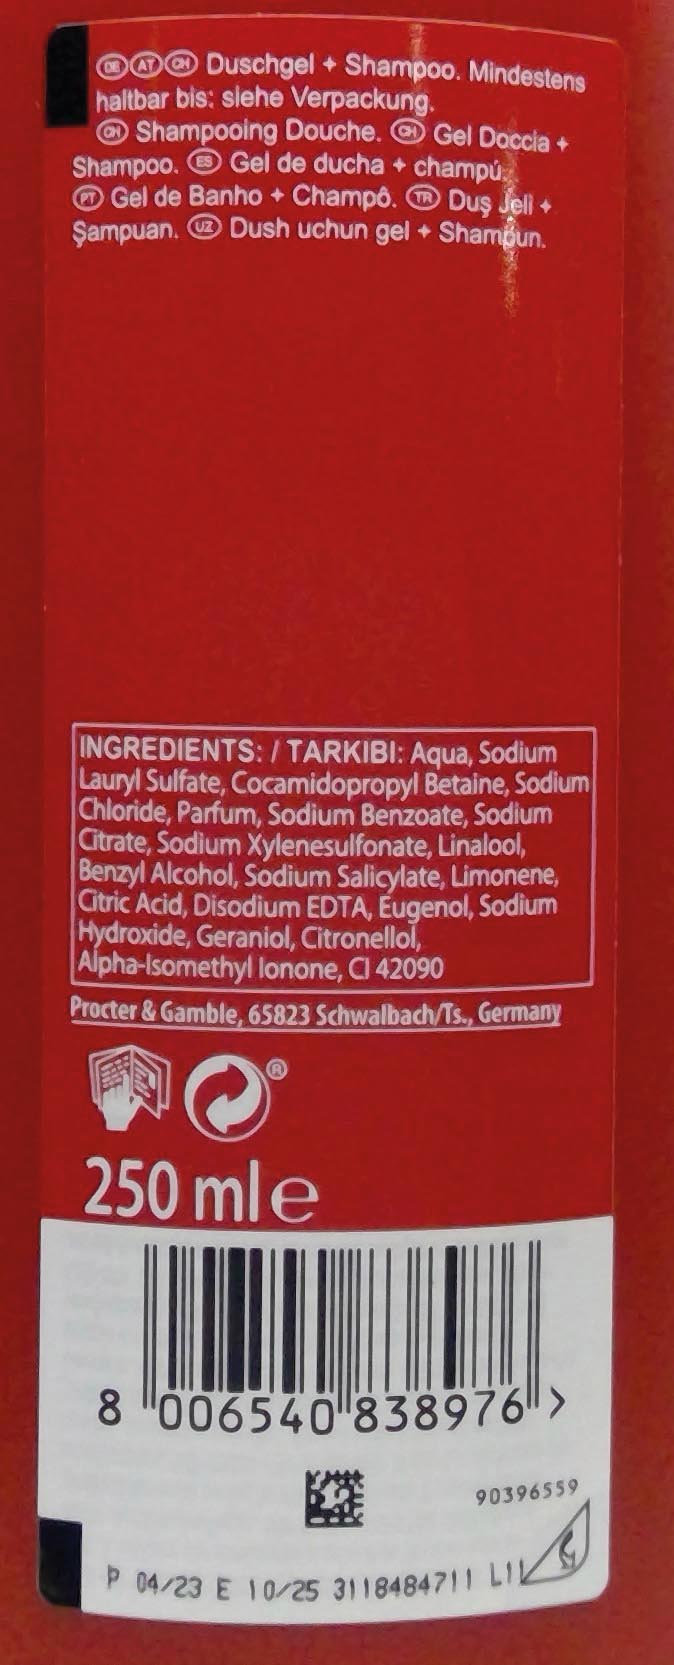 DE AT CH Duschgel + Shampoo. Mindestens
haltbar bis: siehe Verpackung.
CH Shampooing Douche. CH Gel Doccia +
Shampoo. ES Gel de ducha + champú.
PT Gel de Banho + Champô. TR Duş Jeli +
Şampuan. UZ Dush uchun gel + Shampun.
INGREDIENTS: / TARKIBI: Aqua, Sodium
Lauryl Sulfate, Cocamidopropyl Betaine, Sodium
Chloride, Parfum, Sodium Benzoate, Sodium
Citrate, Sodium Xylenesulfonate, Linalool,
Benzyl Alcohol, Sodium Salicylate, Limonene,
Citric Acid, Disodium EDTA, Eugenol, Sodium
Hydroxide, Geraniol, Citronellol,
Alpha-Isomethyl Ionone, CI 42090
Procter & Gamble, 65823 Schwalbach/Ts., Germany
®
250 ml e
8 006540 838976 >
90396559
P 04/23 E 10/25 3118484711